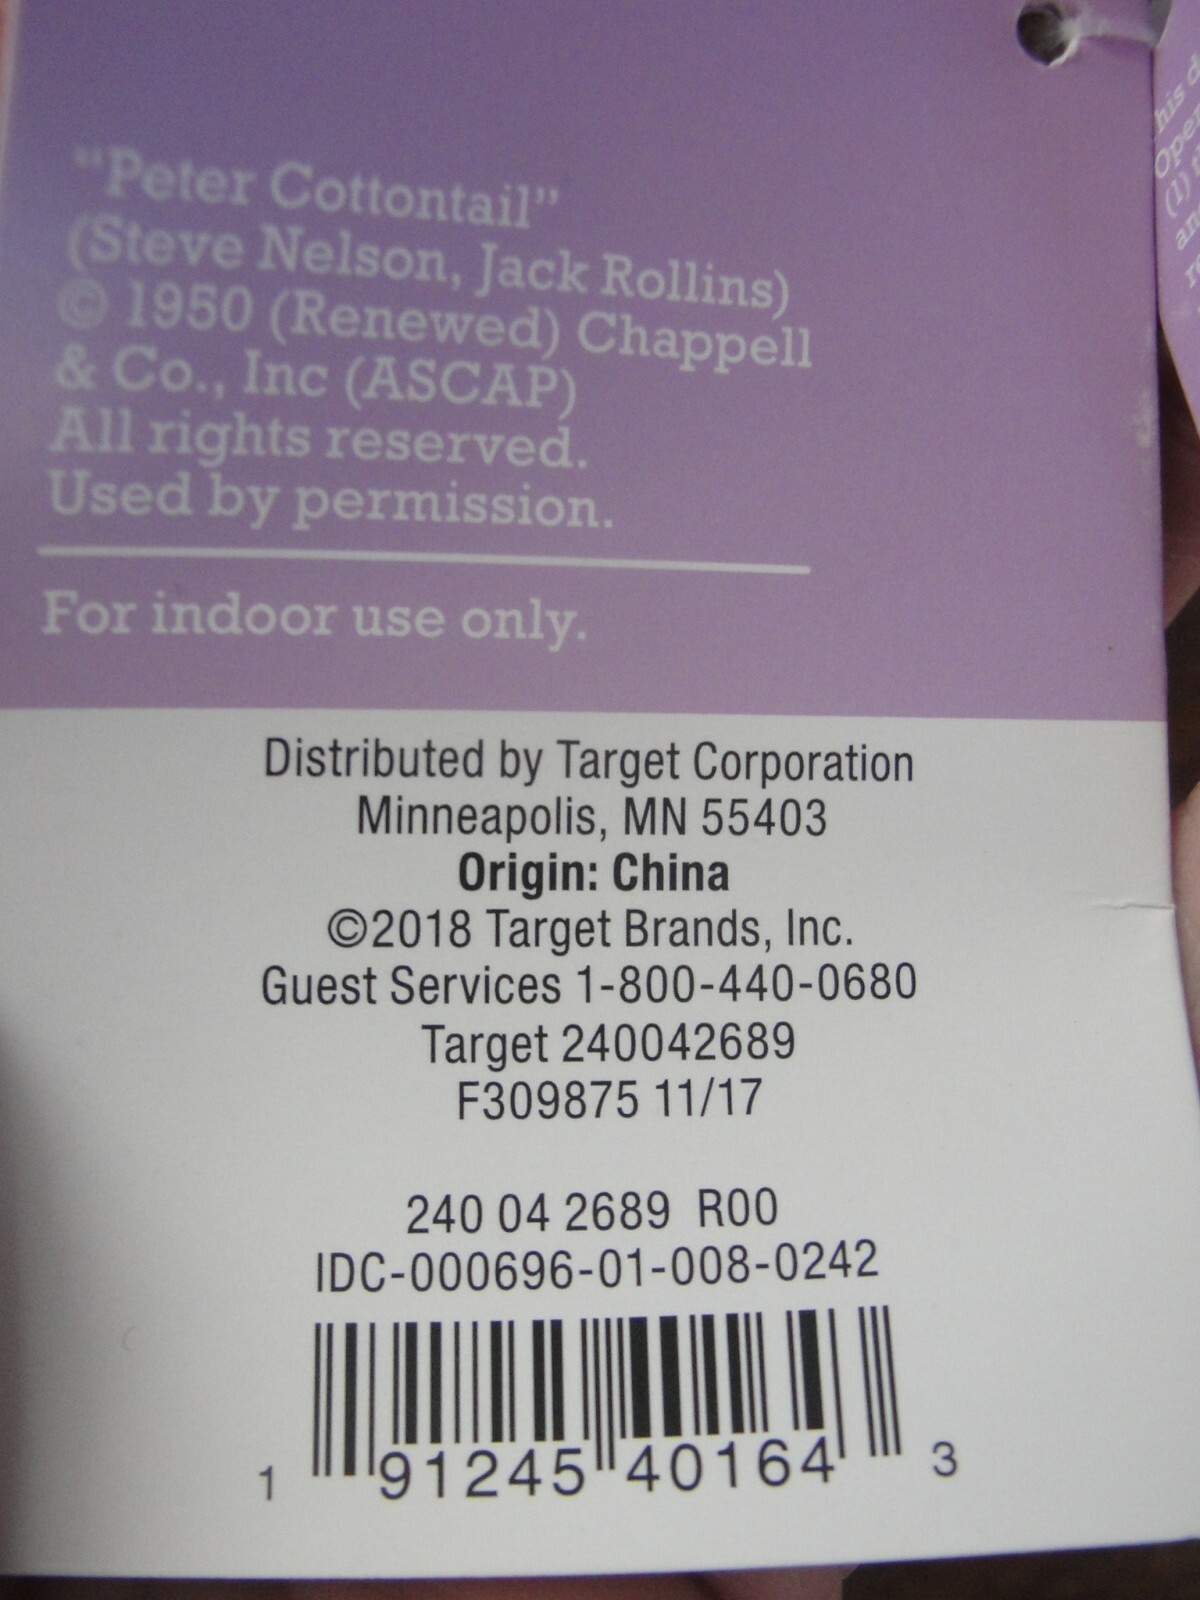 "Peter Cottontail"
(Steve Nelson, Jack Rollins)
© 1950 (Renewed) Chappell
& Co., Inc (ASCAP)
All rights reserved.
Used by permission.
For indoor use only.
Distributed by Target Corporation
Minneapolis, MN 55403
Origin: China
©2018 Target Brands, Inc.
Guest Services 1-800-440-0680
Target 240042689
F309875 11/17
240 04 2689 R00
IDC-000696-01-008-0242
1 91245 40164 3
(1)